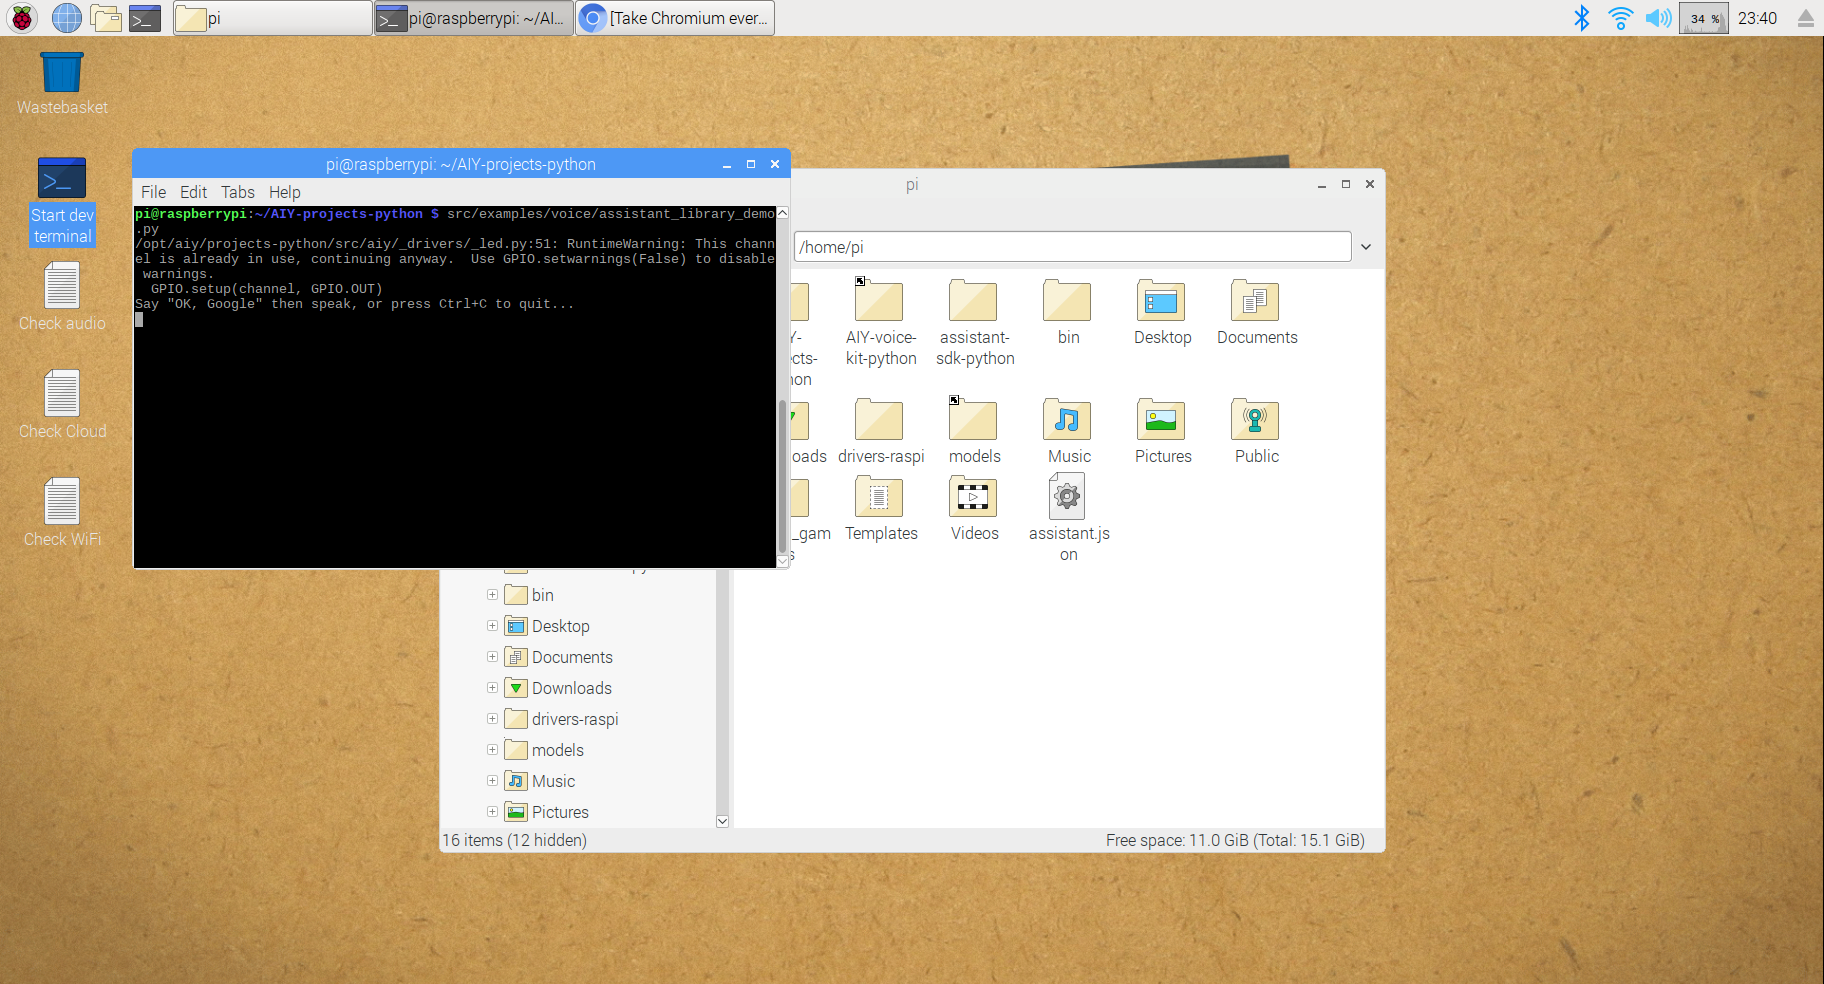 pi
pi@raspberrypi: ~/AI...
[Take Chromium ever...
34 %
23:40
Wastebasket
Start dev
terminal
Check audio
Check Cloud
Check WiFi
pi@raspberrypi: ~/AIY-projects-python
File Edit Tabs Help
pi@raspberrypi:~/AIY-projects-python $ src/examples/voice/assistant_library_demo
.py
/opt/aiy/projects-python/src/aiy/_drivers/_led.py:51: RuntimeWarning: This chann
el is already in use, continuing anyway.  Use GPIO.setwarnings(False) to disable
 warnings.
  GPIO.setup(channel, GPIO.OUT)
Say "OK, Google" then speak, or press Ctrl+C to quit...
pi
/home/pi
AIY-voice-
kit-python
assistant-
sdk-python
bin
Desktop
Documents
drivers-raspi
models
Music
Pictures
Public
Templates
Videos
assistant.js
on
bin
Desktop
Documents
Downloads
drivers-raspi
models
Music
Pictures
16 items (12 hidden)
Free space: 11.0 GiB (Total: 15.1 GiB)